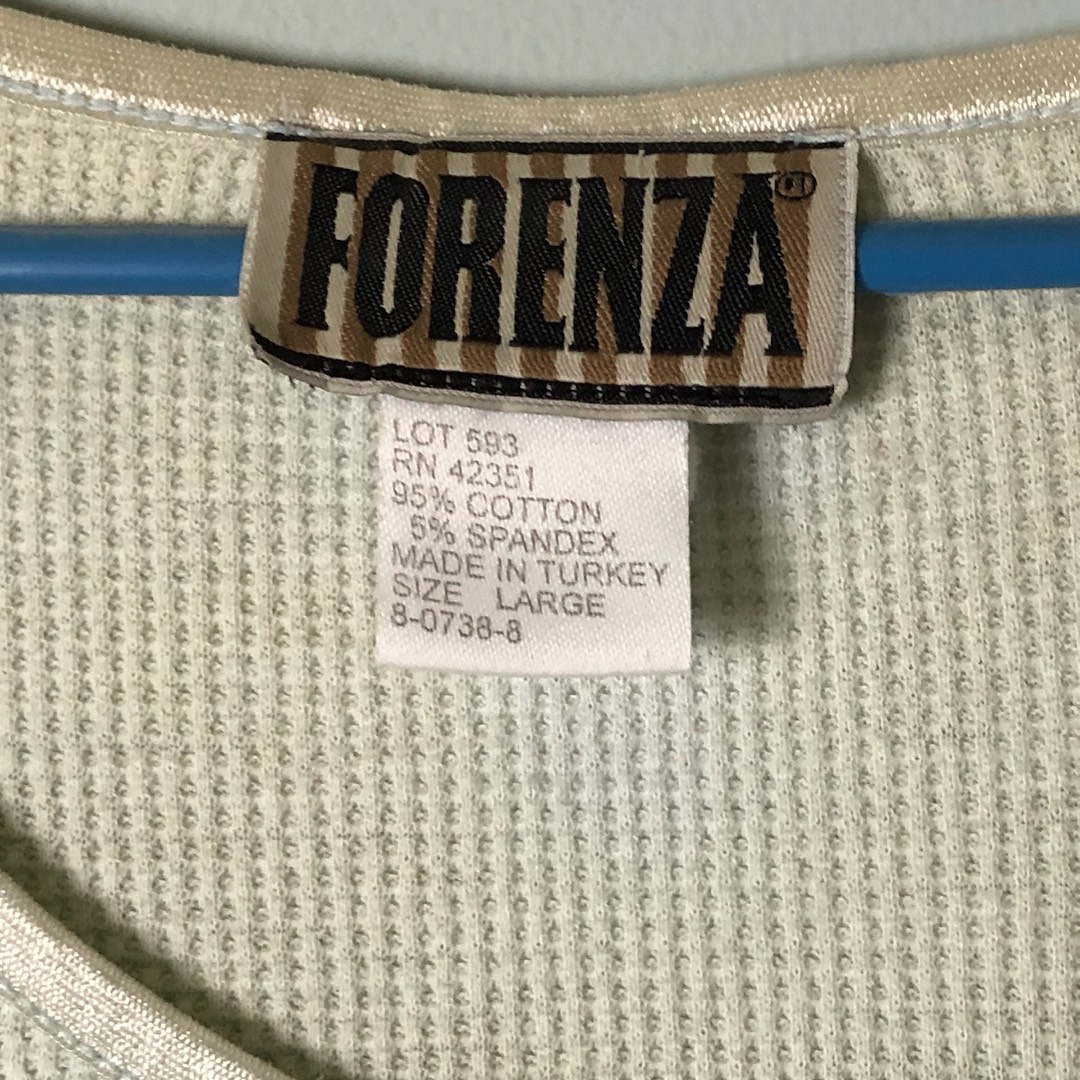 FORENZA®
LOT 593
RN 42351
95% COTTON
5% SPANDEX
MADE IN TURKEY
SIZE LARGE
8-0738-8